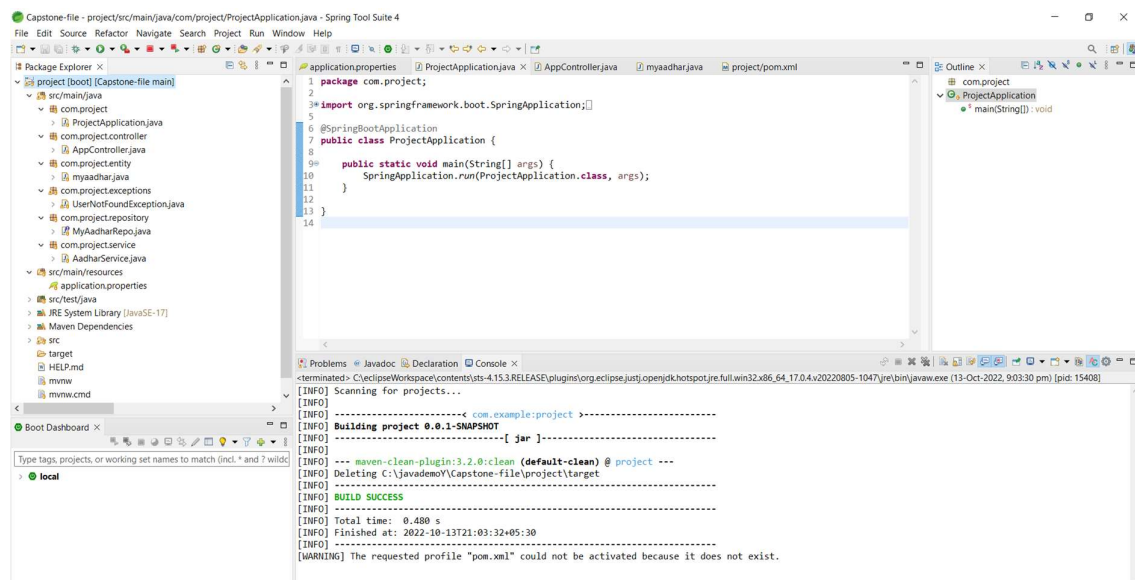 Capstone-file - project/src/main/java/com/project/ProjectApplication.java - Spring Tool Suite 4
File Edit Source Refactor Navigate Search Project Run Window Help
Package Explorer ×
project [boot] [Capstone-file main]
src/main/java
com.project
ProjectApplication.java
com.project.controller
AppController.java
com.project.entity
myaadhar.java
com.project.exceptions
UserNotFoundException.java
com.project.repository
MyAadharRepo.java
com.project.service
AadharService.java
src/main/resources
application.properties
src/test/java
JRE System Library [JavaSE-17]
Maven Dependencies
src
target
HELP.md
mvnw
mvnw.cmd
Boot Dashboard ×
Type tags, projects, or working set names to match (incl. * and ? wildc
local
application.properties ProjectApplication.java × AppController.java myaadhar.java project/pom.xml
1 package com.project;
2
3 import org.springframework.boot.SpringApplication;
5
6 @SpringBootApplication
7 public class ProjectApplication {
8
9 public static void main(String[] args) {
10 SpringApplication.run(ProjectApplication.class, args);
11 }
12
13 }
14
Outline ×
com.project
ProjectApplication
main(String[]) : void
Problems Javadoc Declaration Console ×
<terminated> C:\eclipseWorkspace\contents\sts-4.15.3.RELEASE\plugins\org.eclipse.justj.openjdk.hotspot.jre.full.win32.x86_64_17.0.4.v20220805-1047\jre\bin\javaw.exe (13-Oct-2022, 9:03:30 pm) [pid: 15408]
[INFO] Scanning for projects...
[INFO]
[INFO] -----------------------< com.example:project >------------------------
[INFO] Building project 0.0.1-SNAPSHOT
[INFO] --------------------------------[ jar ]---------------------------------
[INFO]
[INFO] --- maven-clean-plugin:3.2.0:clean (default-clean) @ project ---
[INFO] Deleting C:\javademoY\Capstone-file\project\target
[INFO] ------------------------------------------------------------------------
[INFO] BUILD SUCCESS
[INFO] ------------------------------------------------------------------------
[INFO] Total time: 0.480 s
[INFO] Finished at: 2022-10-13T21:03:32+05:30
[INFO] ------------------------------------------------------------------------
[WARNING] The requested profile "pom.xml" could not be activated because it does not exist.